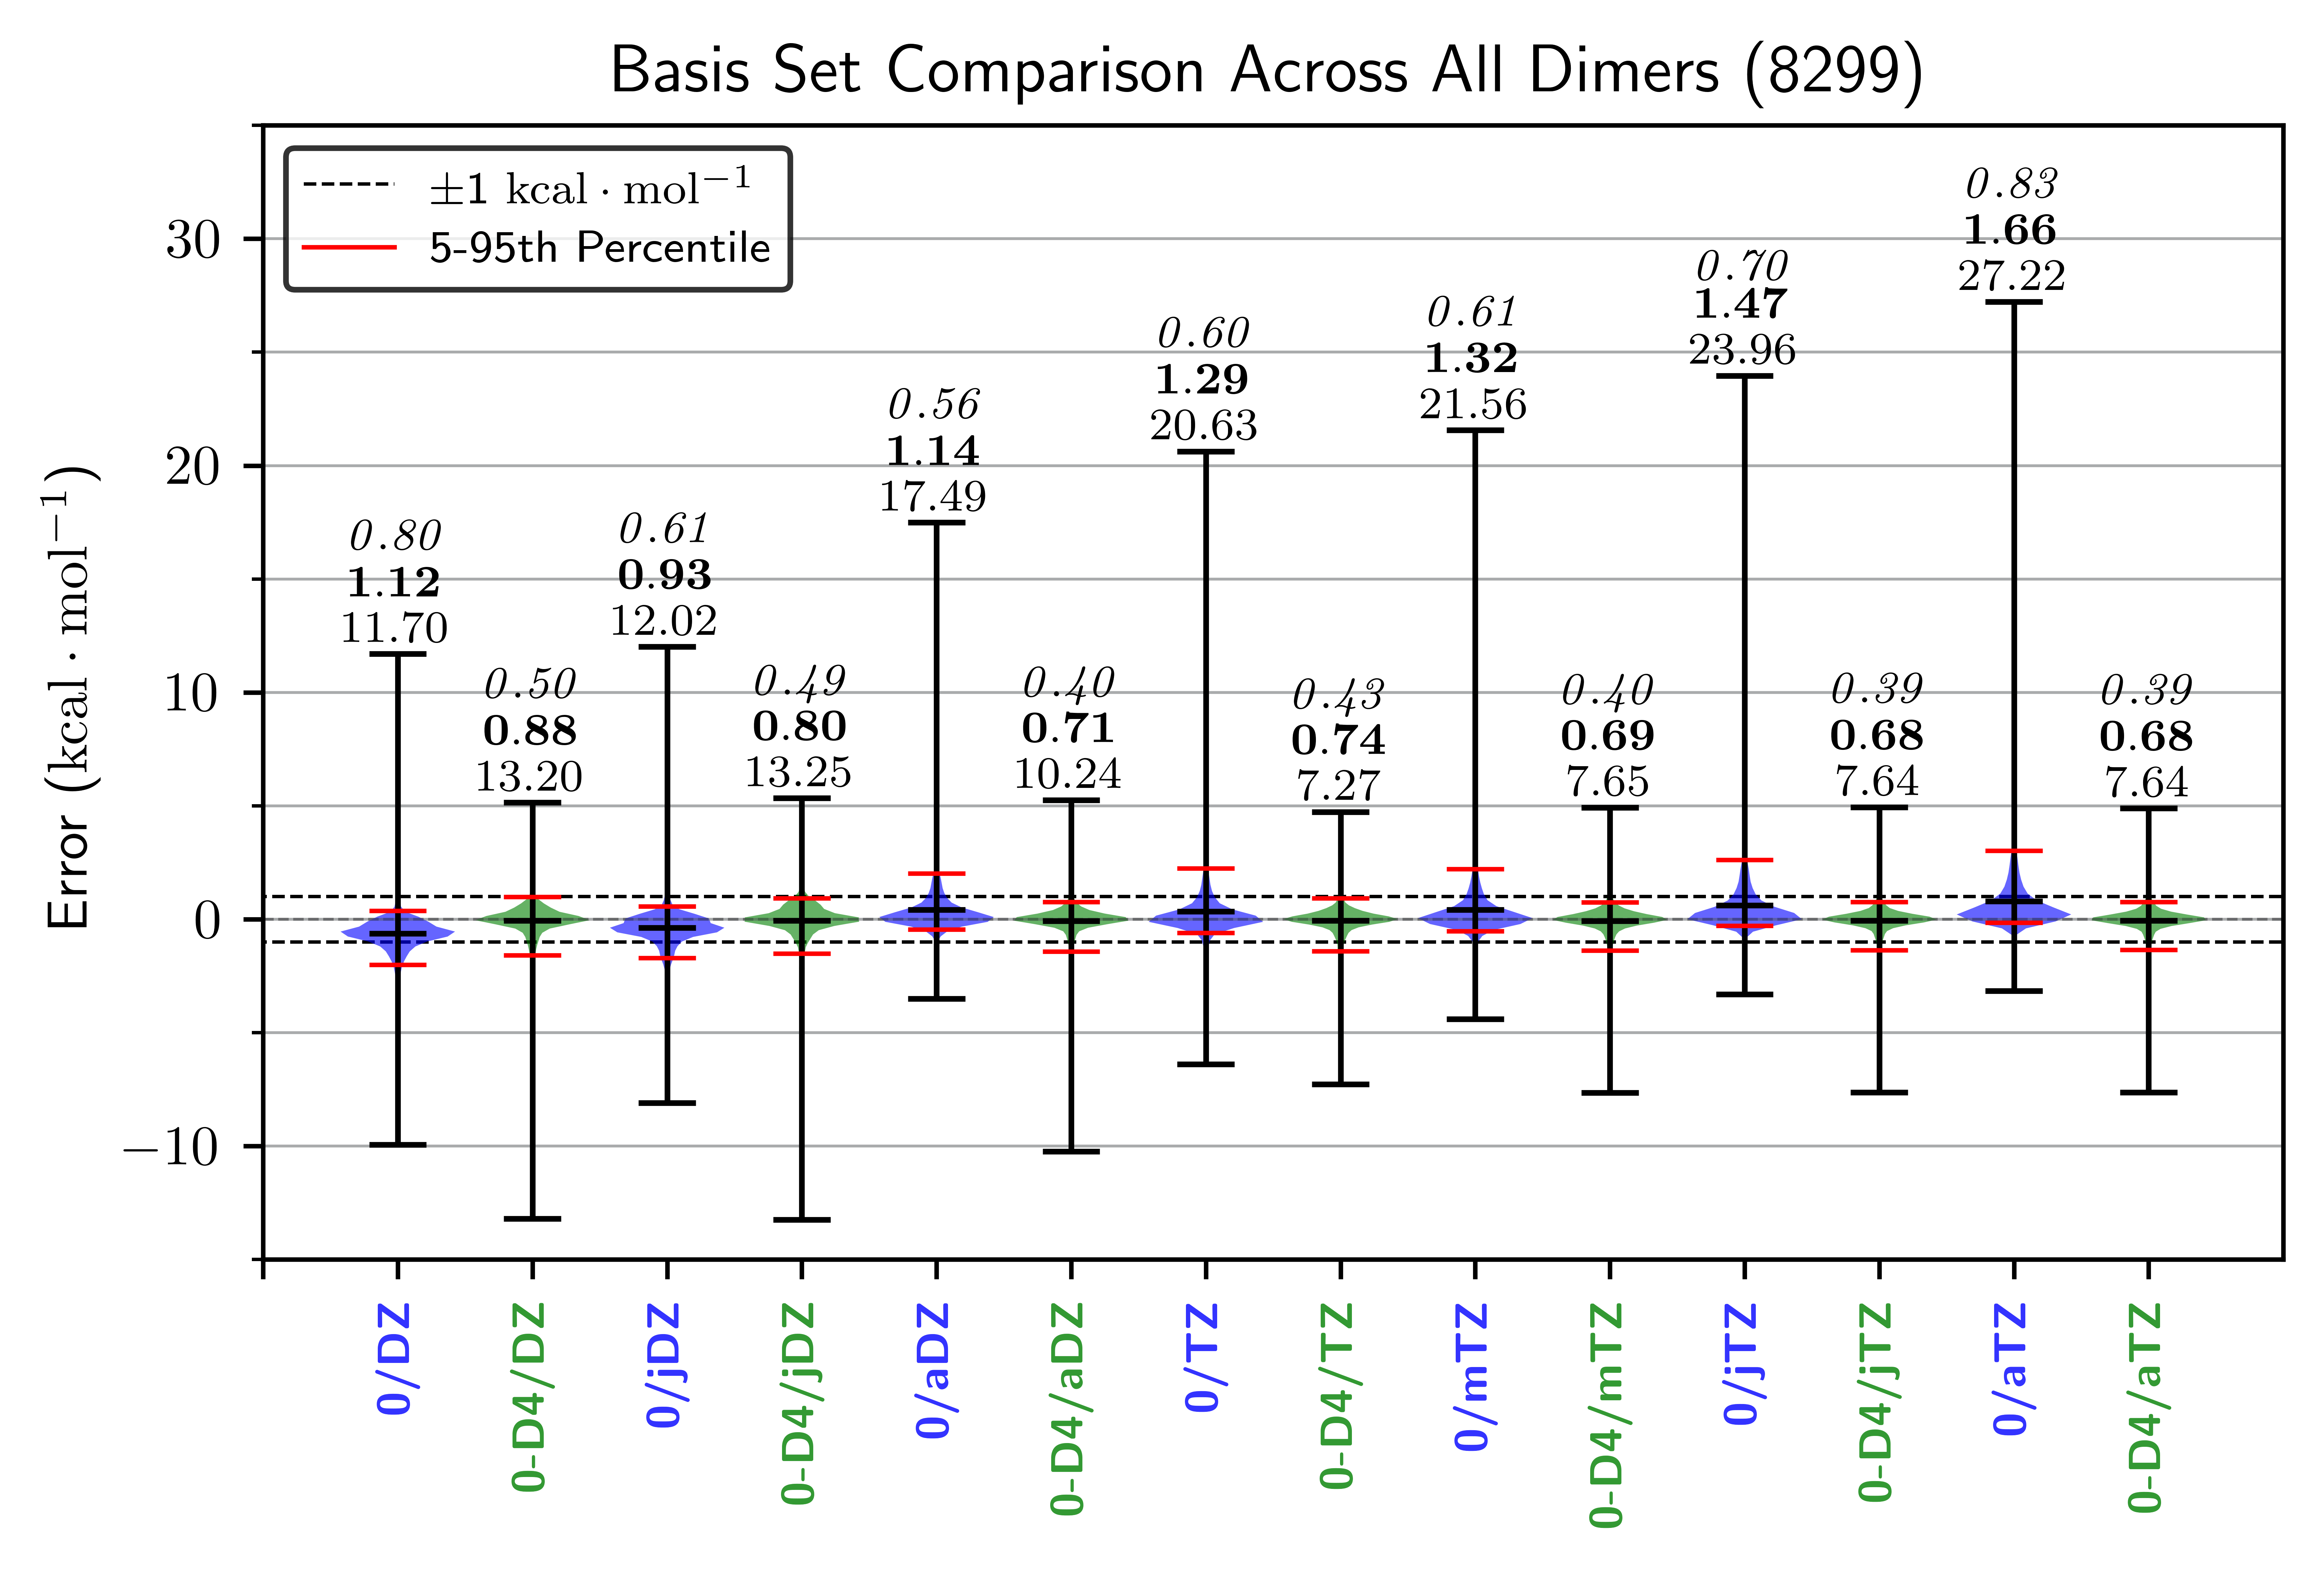 Basis Set Comparison Across All Dimers (8299)
±1 kcal · mol⁻¹
5-95th Percentile
Error (kcal · mol⁻¹)
30
20
10
0
−10
0.80
1.12
11.70
0.50
0.88
13.20
0.61
0.93
12.02
0.49
0.80
13.25
0.56
1.14
17.49
0.40
0.71
10.24
0.60
1.29
20.63
0.43
0.74
7.27
0.61
1.32
21.56
0.40
0.69
7.65
0.70
1.47
23.96
0.39
0.68
7.64
0.83
1.66
27.22
0.39
0.68
7.64
0/DZ
0-D4/DZ
0/jDZ
0-D4/jDZ
0/aDZ
0-D4/aDZ
0/TZ
0-D4/TZ
0/mTZ
0-D4/mTZ
0/jTZ
0-D4/jTZ
0/aTZ
0-D4/aTZ